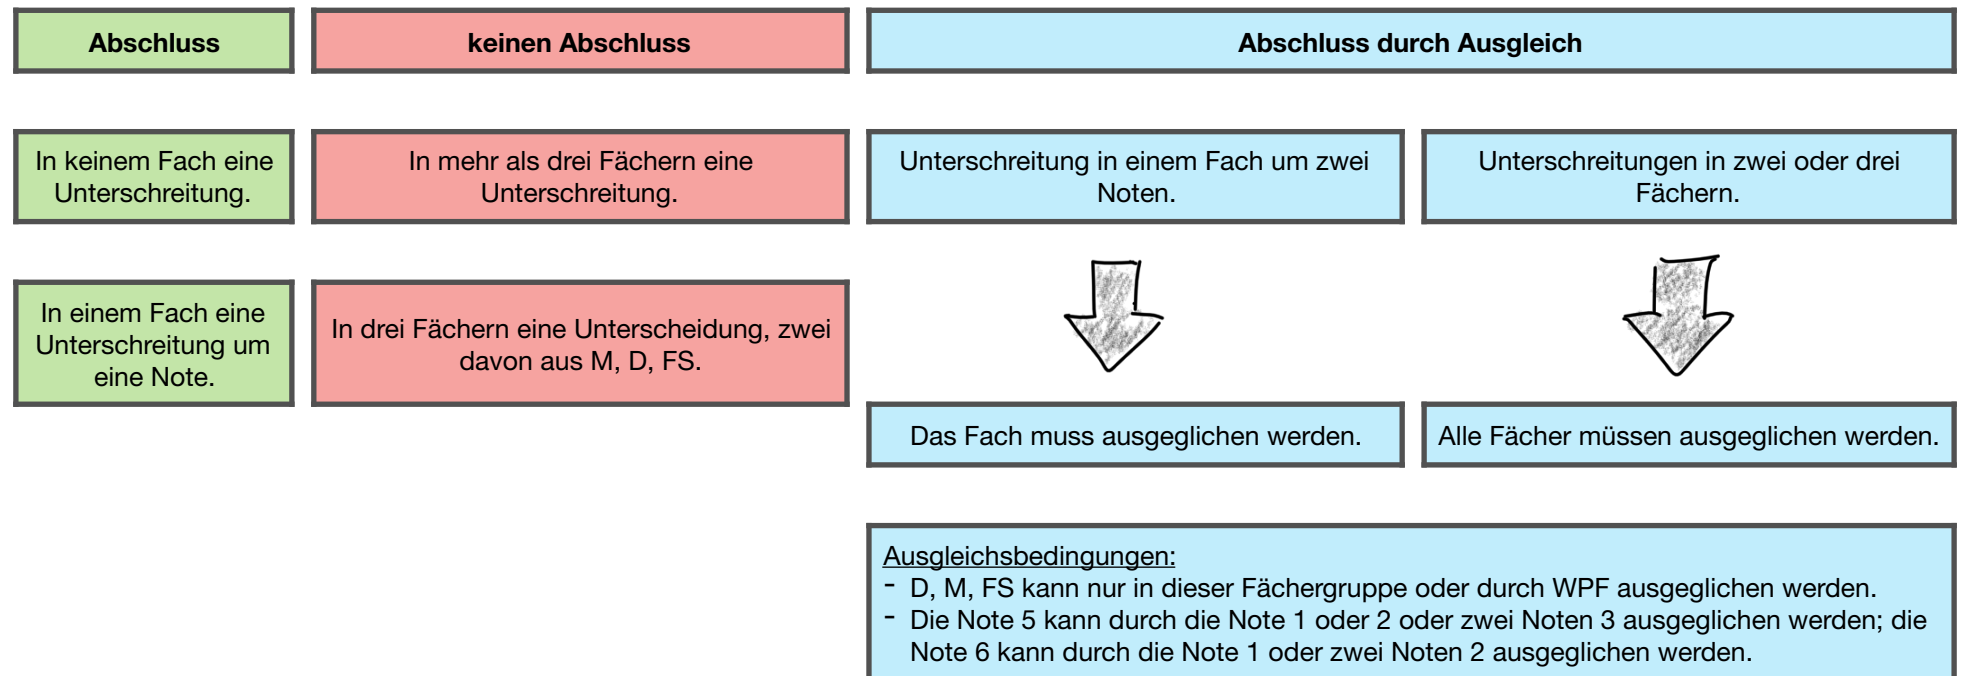 Abschluss
keinen Abschluss
Abschluss durch Ausgleich
In keinem Fach eine
Unterschreitung.
In mehr als drei Fächern eine
Unterschreitung.
Unterschreitung in einem Fach um zwei
Noten.
Unterschreitungen in zwei oder drei
Fächern.
In einem Fach eine
Unterschreitung um
eine Note.
In drei Fächern eine Unterscheidung, zwei
davon aus M, D, FS.
Das Fach muss ausgeglichen werden.
Alle Fächer müssen ausgeglichen werden.
Ausgleichsbedingungen:
- D, M, FS kann nur in dieser Fächergruppe oder durch WPF ausgeglichen werden.
- Die Note 5 kann durch die Note 1 oder 2 oder zwei Noten 3 ausgeglichen werden; die
Note 6 kann durch die Note 1 oder zwei Noten 2 ausgeglichen werden.